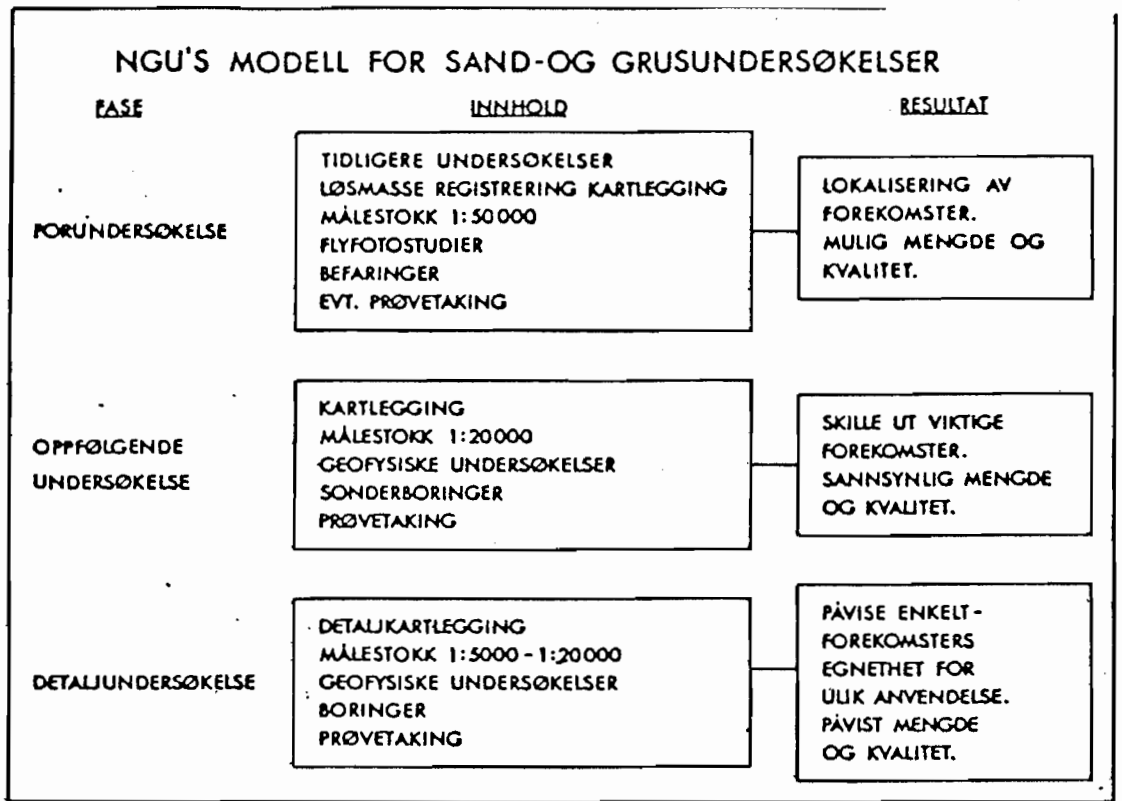 NGU'S MODELL FOR SAND-OG GRUSUNDERSØKELSER
FASE
INNHOLD
RESULTAT
FORUNDERSØKELSE
TIDLIGERE UNDERSØKELSER
LØSMASSE REGISTRERING KARTLEGGING
MÅLESTOKK 1:50000
FLYFOTOSTUDIER
BEFARINGER
EVT. PRØVETAKING
LOKALISERING AV
FOREKOMSTER.
MULIG MENGDE OG
KVALITET.
OPPFØLGENDE
UNDERSØKELSE
KARTLEGGING
MÅLESTOKK 1:20000
GEOFYSISKE UNDERSØKELSER
SONDERBORINGER
PRØVETAKING
SKILLE UT VIKTIGE
FOREKOMSTER.
SANNSYNLIG MENGDE
OG KVALITET.
DETALJUNDERSØKELSE
DETALJKARTLEGGING
MÅLESTOKK 1:5000-1:20000
GEOFYSISKE UNDERSØKELSER
BORINGER
PRØVETAKING
PÅVISE ENKELT-
FOREKOMSTERS
EGNETHET FOR
ULIK ANVENDELSE.
PÅVIST MENGDE
OG KVALITET.